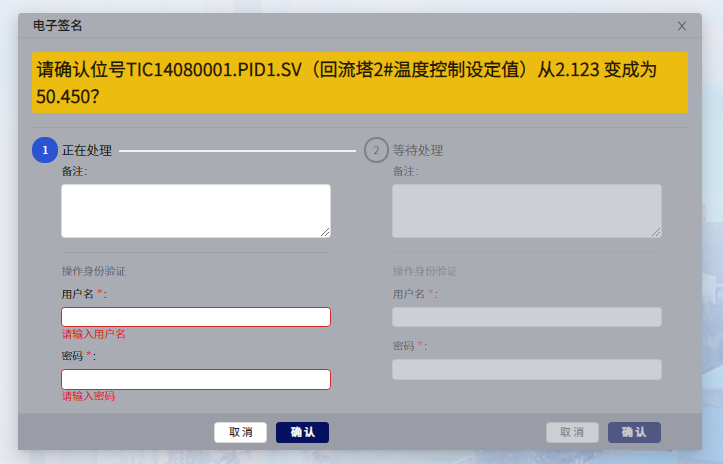 电子签名
X
请确认位号TIC14080001.PID1.SV（回流塔2#温度控制设定值）从2.123 变成为
50.450?
1 正在处理
2 等待处理
备注:
备注:
操作身份验证
操作身份验证
用户名 *:
用户名 *:
请输入用户名
密码 *:
密码 *:
请输入密码
取消 确认
取消 确认